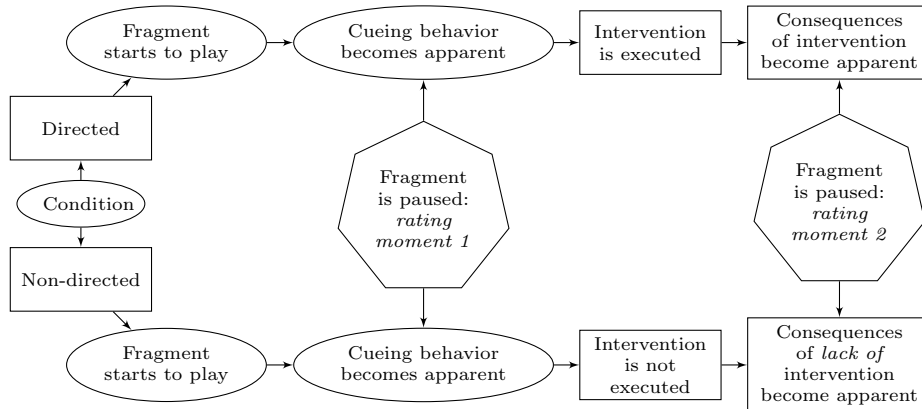 Fragment
starts to play
Cueing behavior
becomes apparent
Intervention
is executed
Consequences
of intervention
become apparent
Directed
Condition
Non-directed
Fragment
is paused:
rating
moment 1
Fragment
is paused:
rating
moment 2
Fragment
starts to play
Cueing behavior
becomes apparent
Intervention
is not
executed
Consequences
of lack of
intervention
become apparent